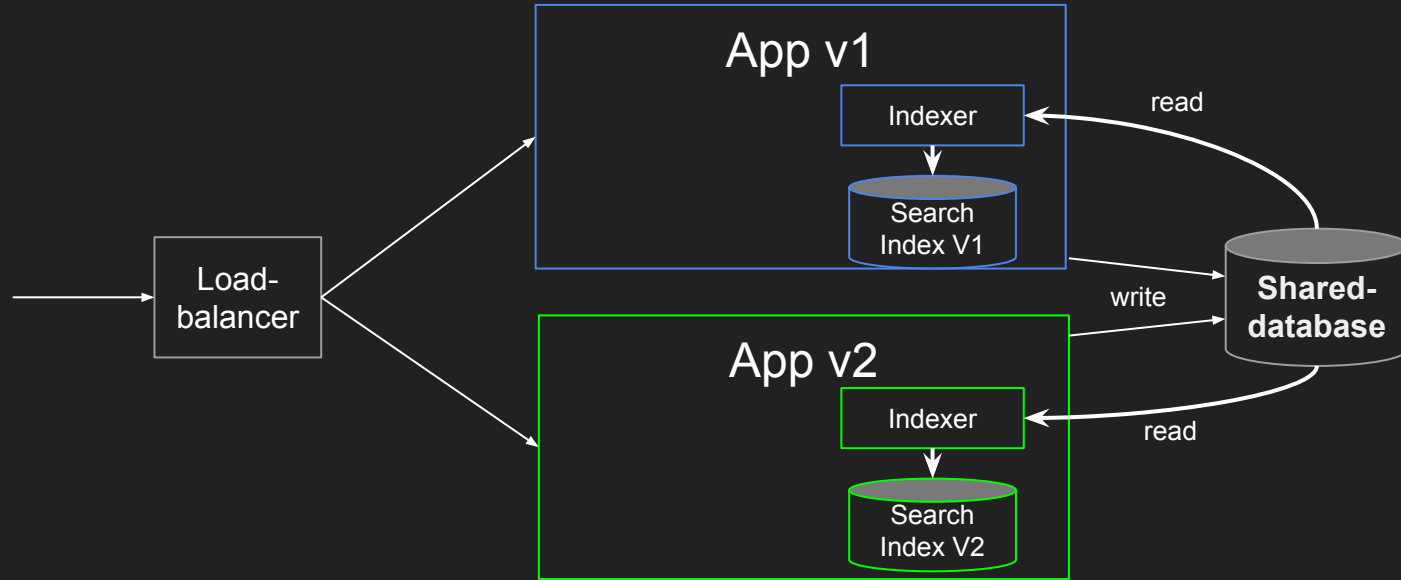 App v1
Indexer
read
Search
Index V1
Load-
balancer
write
Shared-
database
App v2
Indexer
read
Search
Index V2